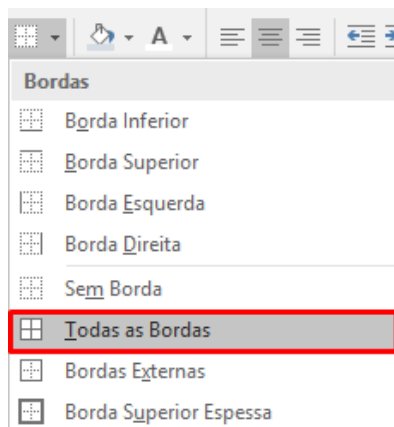 A
Bordas
Borda Inferior
Borda Superior
Borda Esquerda
Borda Direita
Sem Borda
Todas as Bordas
Bordas Externas
Borda Superior Espessa